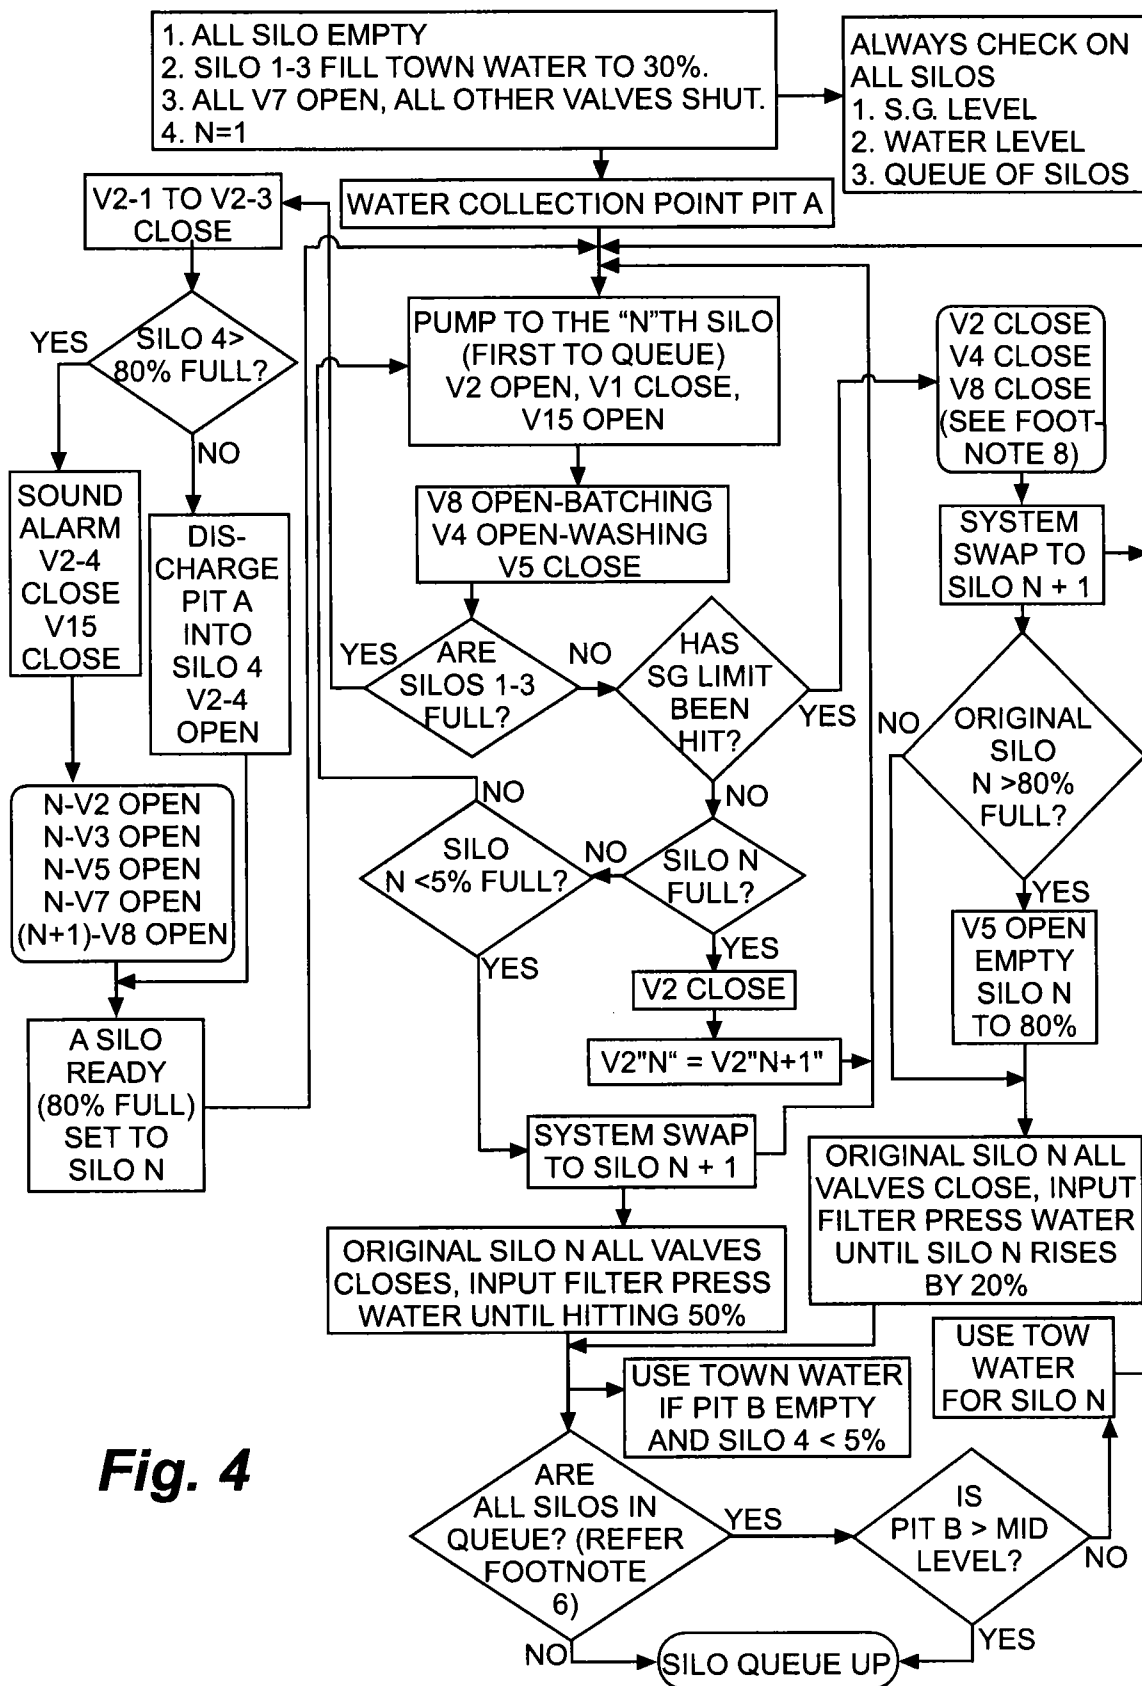 1. ALL SILO EMPTY
2. SILO 1-3 FILL TOWN WATER TO 30%.
3. ALL V7 OPEN, ALL OTHER VALVES SHUT.
4. N=1
ALWAYS CHECK ON
ALL SILOS
1. S.G. LEVEL
2. WATER LEVEL
3. QUEUE OF SILOS
V2-1 TO V2-3
CLOSE
WATER COLLECTION POINT PIT A
SILO 4>
80% FULL?
YES
NO
PUMP TO THE “N”TH SILO
(FIRST TO QUEUE)
V2 OPEN, V1 CLOSE,
V15 OPEN
V2 CLOSE
V4 CLOSE
V8 CLOSE
(SEE FOOT-
NOTE 8)
SOUND
ALARM
V2-4
CLOSE
V15
CLOSE
DIS-
CHARGE
PIT A
INTO
SILO 4
V2-4
OPEN
V8 OPEN-BATCHING
V4 OPEN-WASHING
V5 CLOSE
SYSTEM
SWAP TO
SILO N + 1
YES
ARE
SILOS 1-3
FULL?
NO
HAS
SG LIMIT
BEEN
HIT?
YES
NO
NO
ORIGINAL
SILO
N >80%
FULL?
YES
N-V2 OPEN
N-V3 OPEN
N-V5 OPEN
N-V7 OPEN
(N+1)-V8 OPEN
NO
SILO
N <5% FULL?
YES
NO
SILO N
FULL?
YES
V2 CLOSE
V2"N“ = V2"N+1"
V5 OPEN
EMPTY
SILO N
TO 80%
A SILO
READY
(80% FULL)
SET TO
SILO N
SYSTEM SWAP
TO SILO N + 1
ORIGINAL SILO N ALL
VALVES CLOSE, INPUT
FILTER PRESS WATER
UNTIL SILO N RISES
BY 20%
ORIGINAL SILO N ALL VALVES
CLOSES, INPUT FILTER PRESS
WATER UNTIL HITTING 50%
USE TOWN WATER
IF PIT B EMPTY
AND SILO 4 < 5%
USE TOW
WATER
FOR SILO N
Fig. 4
ARE
ALL SILOS IN
QUEUE? (REFER
FOOTNOTE
6)
YES
NO
IS
PIT B > MID
LEVEL?
NO
YES
SILO QUEUE UP